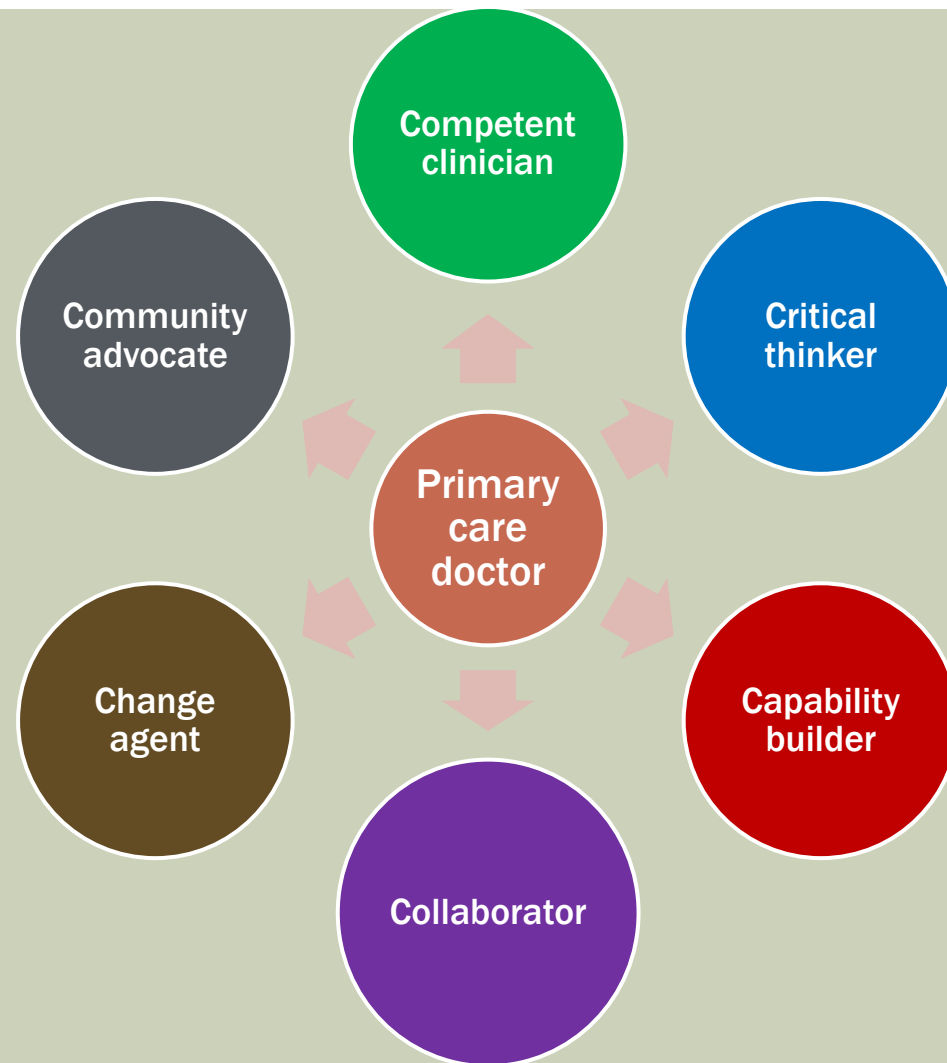 Competent
clinician
Community
advocate
Critical
thinker
Primary
care
doctor
Change
agent
Capability
builder
Collaborator